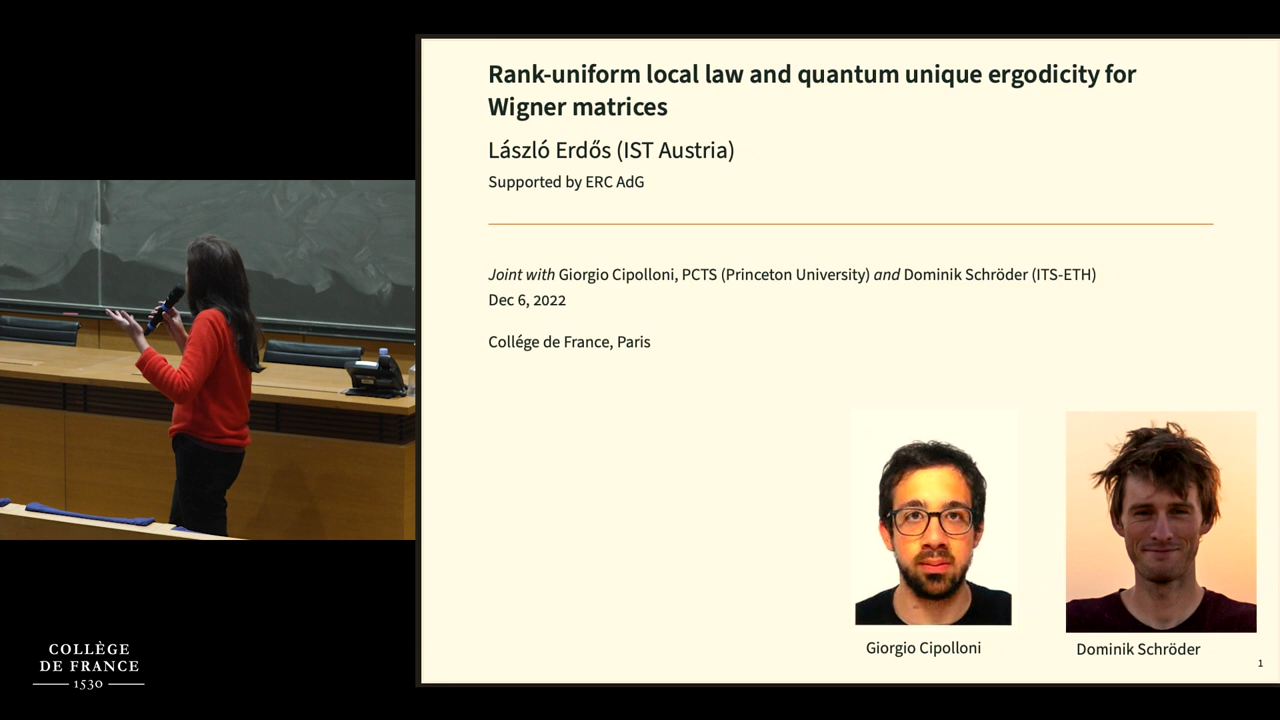 Rank-uniform local law and quantum unique ergodicity for
Wigner matrices
László Erdős (IST Austria)
Supported by ERC AdG
Joint with Giorgio Cipolloni, PCTS (Princeton University) and Dominik Schröder (ITS-ETH)
Dec 6, 2022
Collége de France, Paris
Giorgio Cipolloni
Dominik Schröder
1
COLLÈGE
DE FRANCE
1530